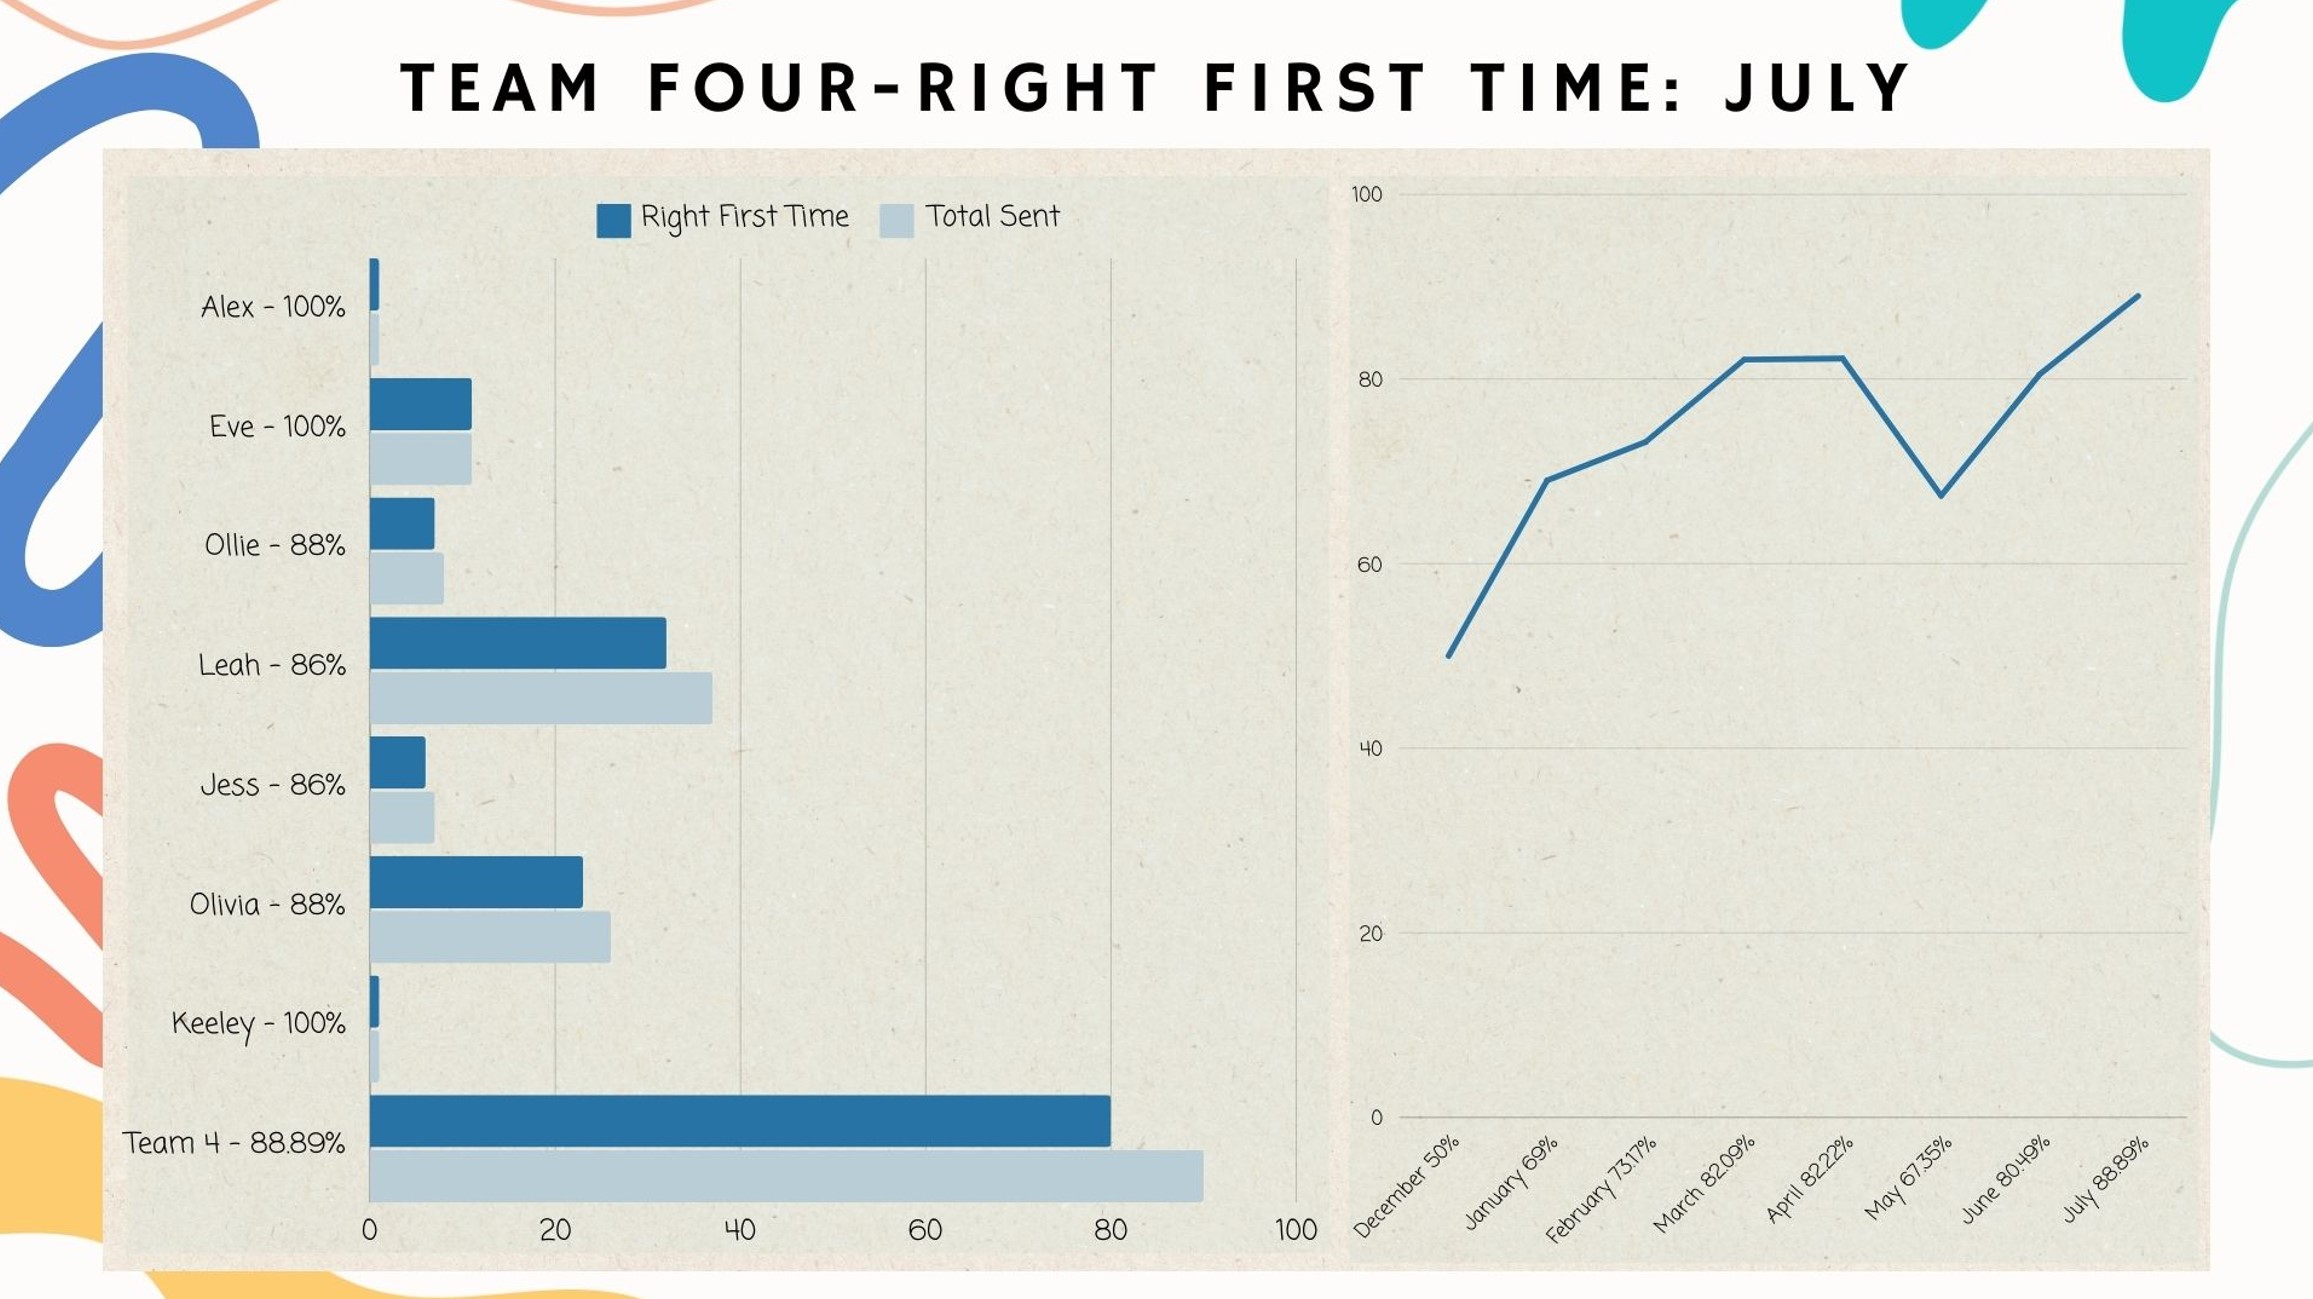 TEAM FOUR-RIGHT FIRST TIME: JULY
Right First Time Total Sent
Alex - 100%
Eve - 100%
Ollie - 88%
Leah - 86%
Jess - 86%
Olivia - 88%
Keeley - 100%
Team 4 - 88.89%
0 20 40 60 80 100
100
80
60
40
20
0
December 50%
January 69%
February 73.17%
March 82.09%
April 82.22%
May 67.35%
June 80.49%
July 88.89%